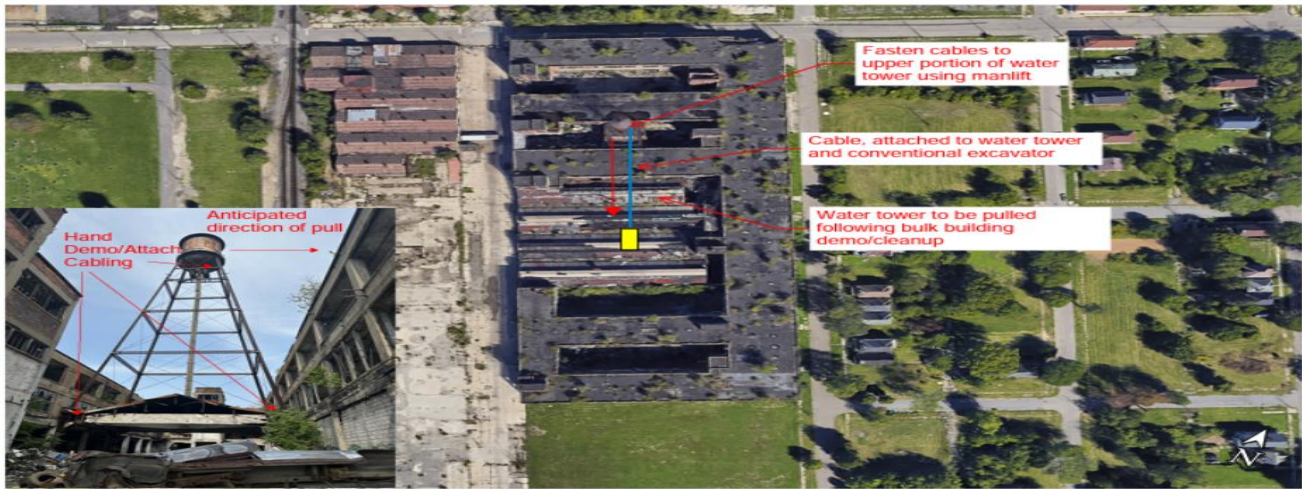 Fasten cables to
upper portion of water
tower using manlift
Cable, attached to water tower
and conventional excavator
Water tower to be pulled
following bulk building
demo/cleanup
Anticipated
direction of pull
Hand
Demo/Attach
Cabling
N